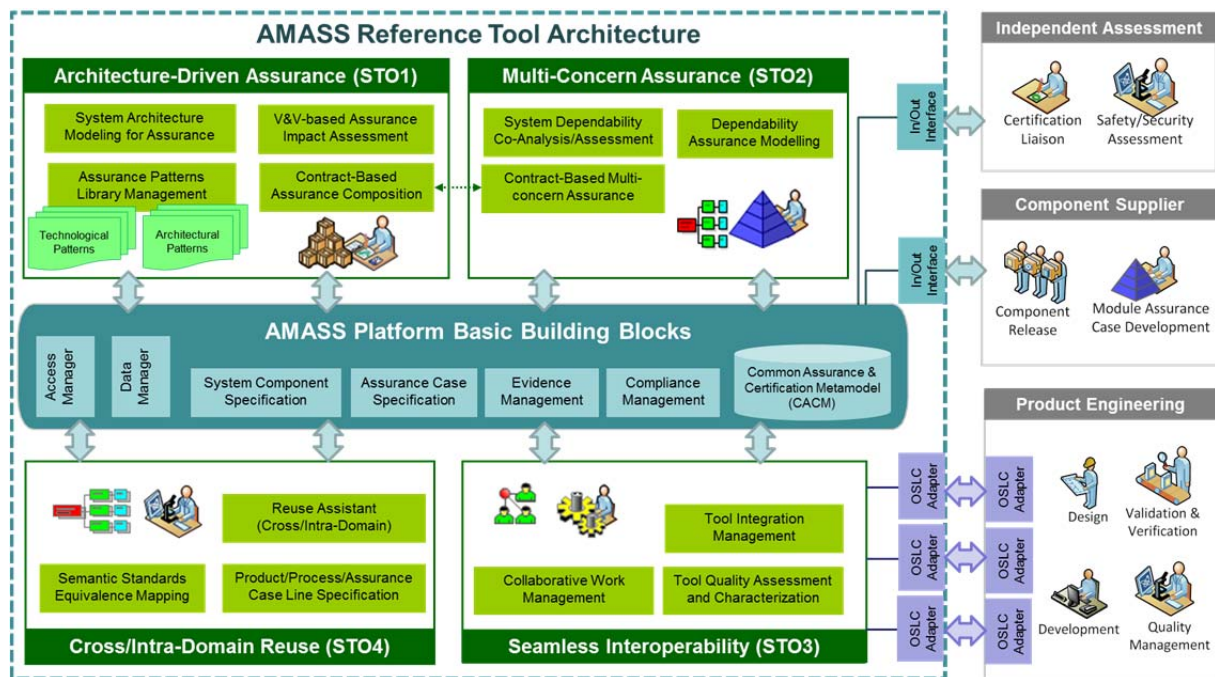 AMASS Reference Tool Architecture
Architecture-Driven Assurance (STO1)
System Architecture
Modeling for Assurance
V&V-based Assurance
Impact Assessment
Assurance Patterns
Library Management
Contract-Based
Assurance Composition
Technological
Patterns
Architectural
Patterns
Multi-Concern Assurance (STO2)
System Dependability
Co-Analysis/Assessment
Dependability
Assurance Modelling
Contract-Based Multi-
concern Assurance
In/Out
Interface
In/Out
Interface
Independent Assessment
Certification
Liaison
Safety/Security
Assessment
Component Supplier
Component
Release
Module Assurance
Case Development
AMASS Platform Basic Building Blocks
Access
Manager
Data
Manager
System Component
Specification
Assurance Case
Specification
Evidence
Management
Compliance
Management
Common Assurance &
Certification Metamodel
(CACM)
Reuse Assistant
(Cross/Intra-Domain)
Semantic Standards
Equivalence Mapping
Product/Process/Assurance
Case Line Specification
Cross/Intra-Domain Reuse (STO4)
Tool Integration
Management
Collaborative Work
Management
Tool Quality Assessment
and Characterization
Seamless Interoperability (STO3)
OSLC
Adapter
OSLC
Adapter
OSLC
Adapter
OSLC
Adapter
OSLC
Adapter
OSLC
Adapter
Product Engineering
Design
Validation &
Verification
Development
Quality
Management